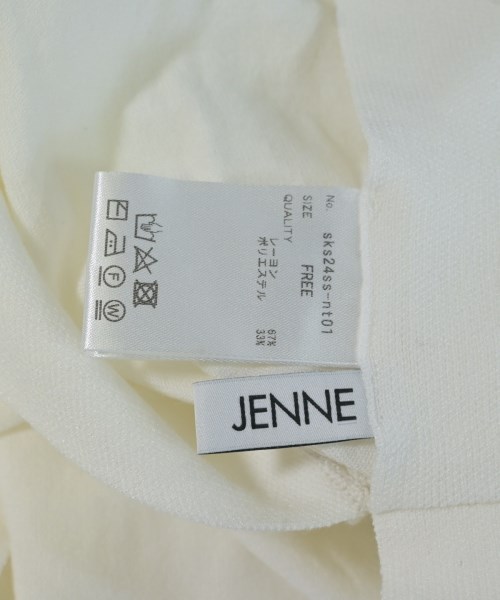 No. sks24ss-nt01
SIZE FREE
QUALITY
レーヨン 67%
ポリエステル 33%
F
W
JENNE